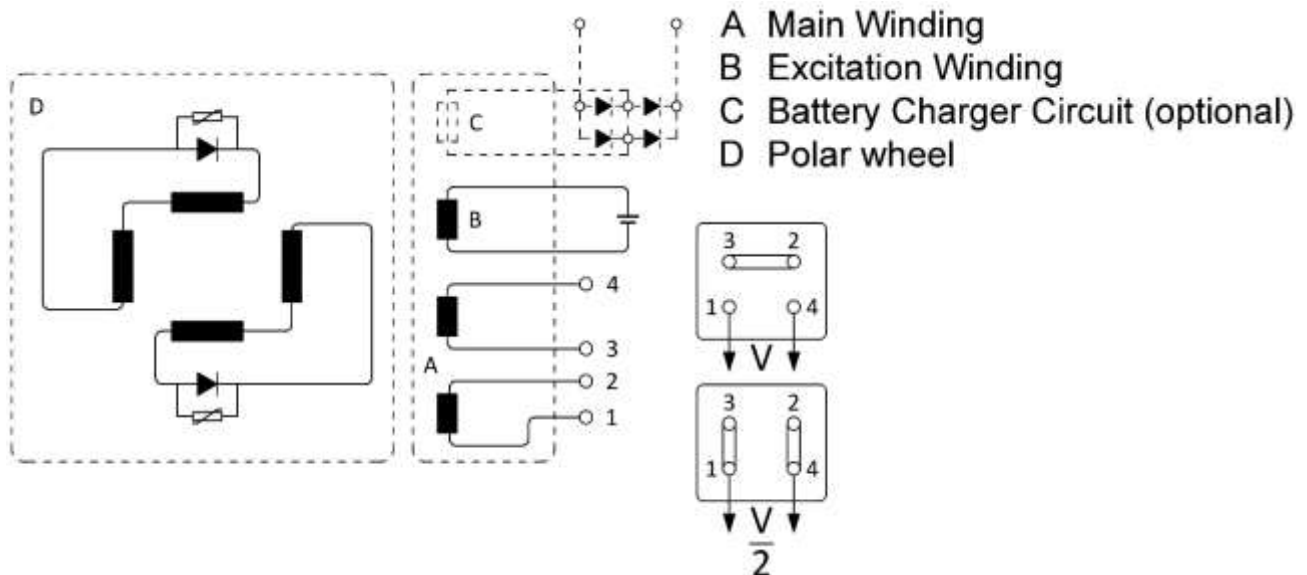 A Main Winding
B Excitation Winding
C Battery Charger Circuit (optional)
D Polar wheel
D
C
B
4
3
A
2
1
3 2
1 4
V
3 2
1 4
V
2